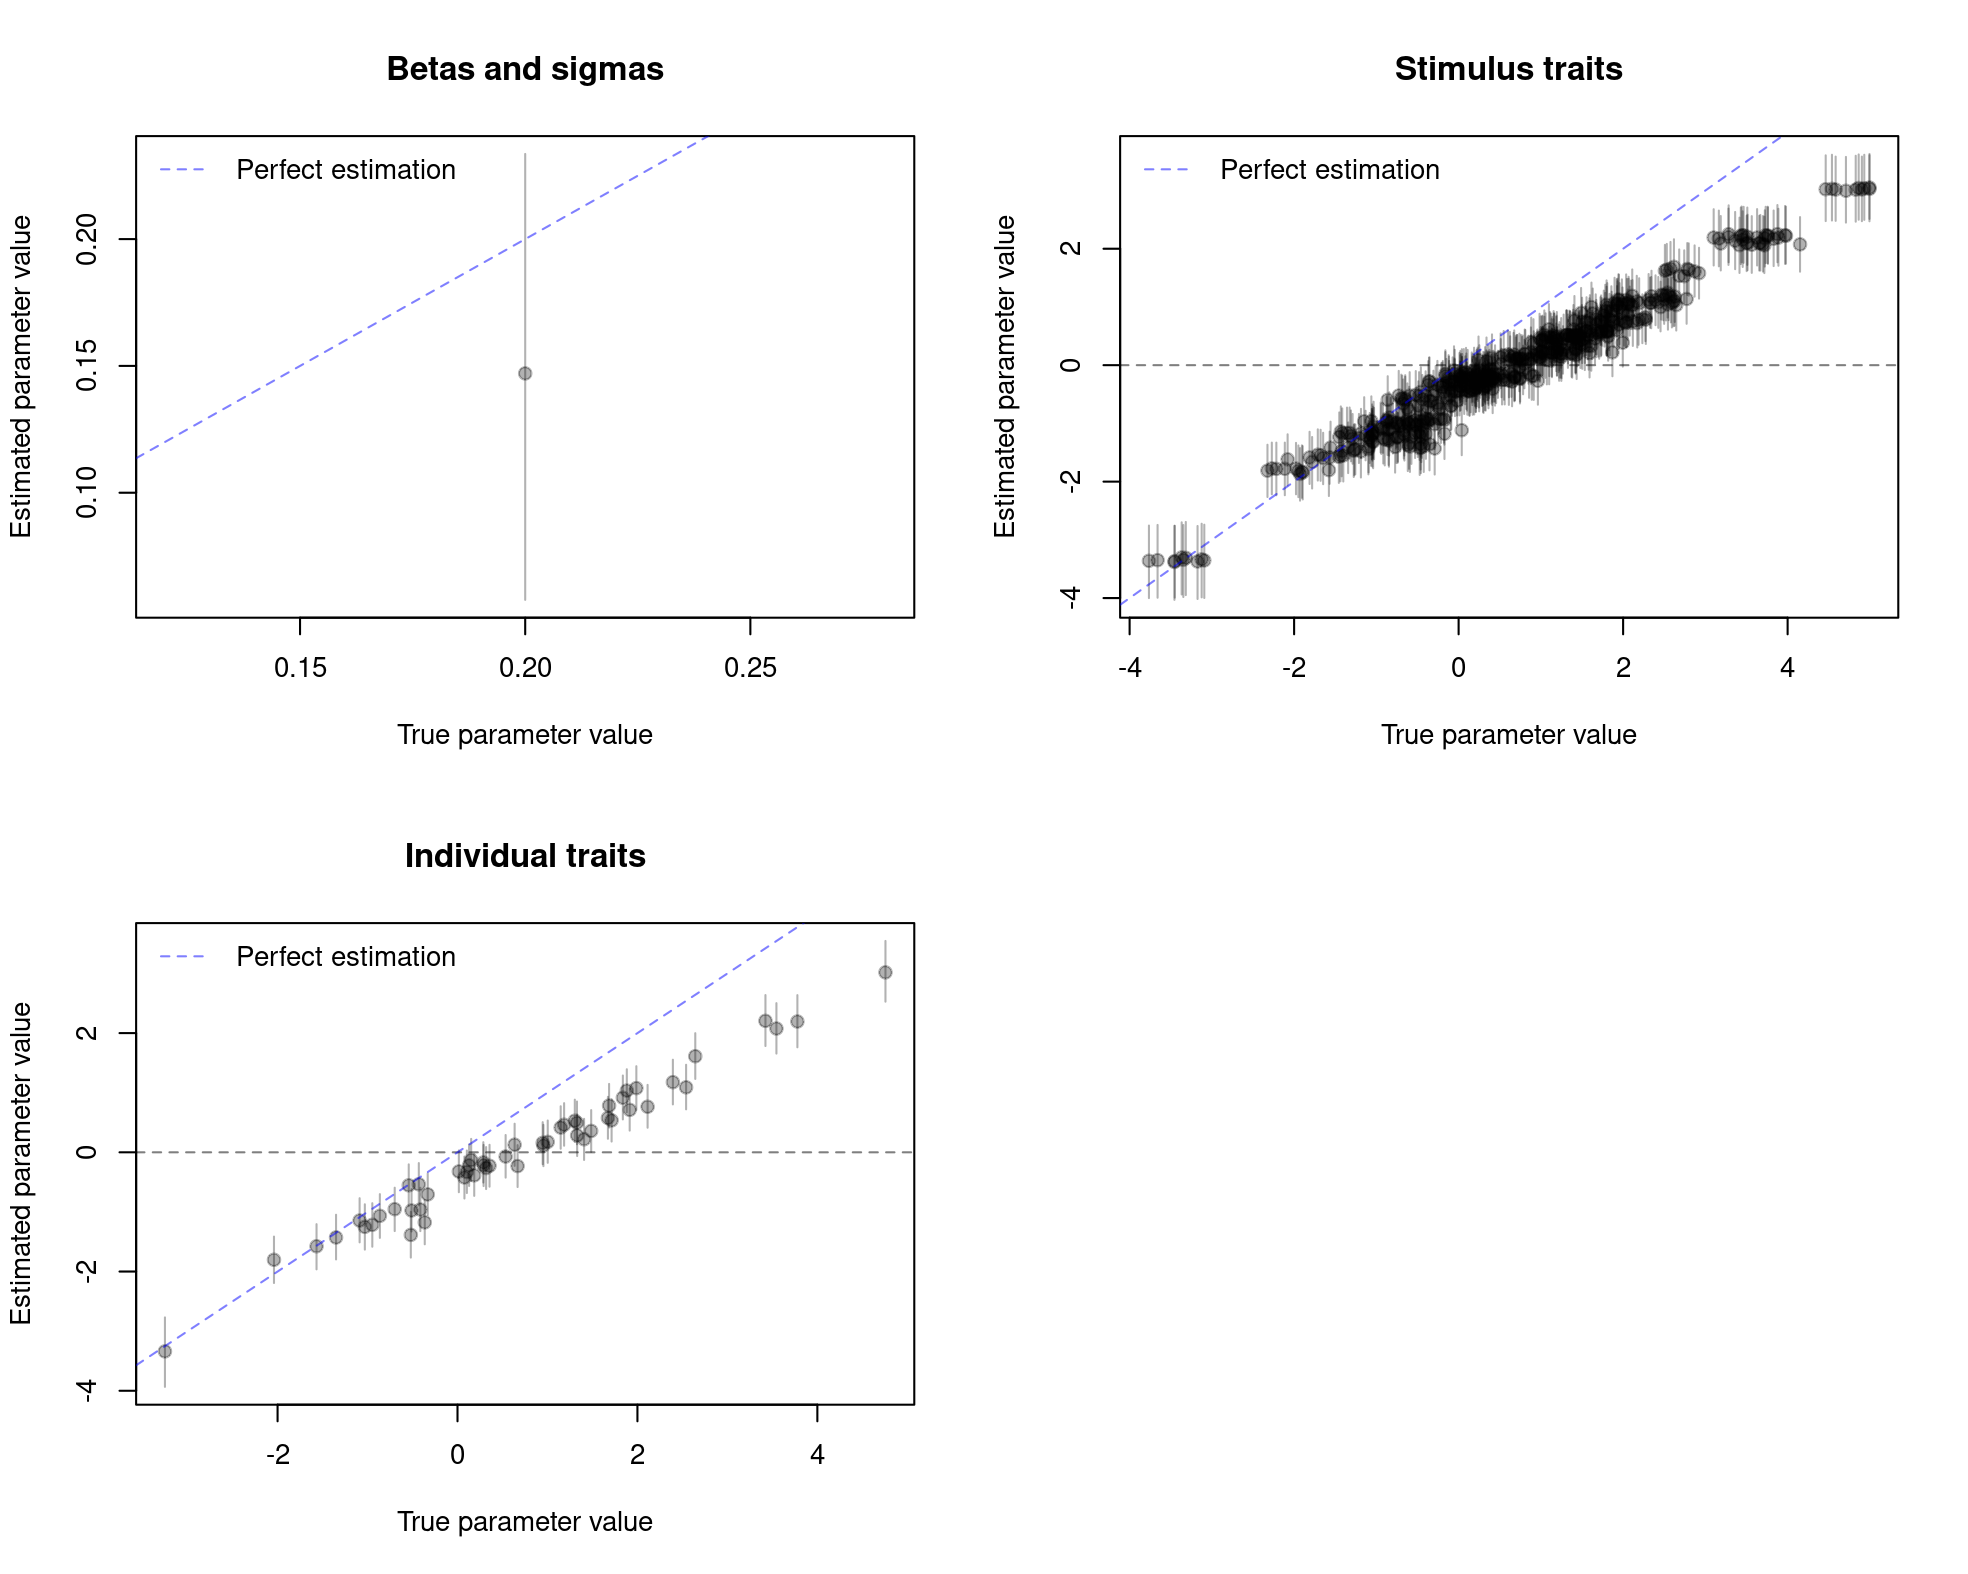 Betas and sigmas
Perfect estimation
Estimated parameter value
0.20
0.15
0.10
0.15 0.20 0.25
True parameter value
Stimulus traits
Perfect estimation
Estimated parameter value
2
0
-2
-4
-4 -2 0 2 4
True parameter value
Individual traits
Perfect estimation
Estimated parameter value
2
0
-2
-4
-2 0 2 4
True parameter value